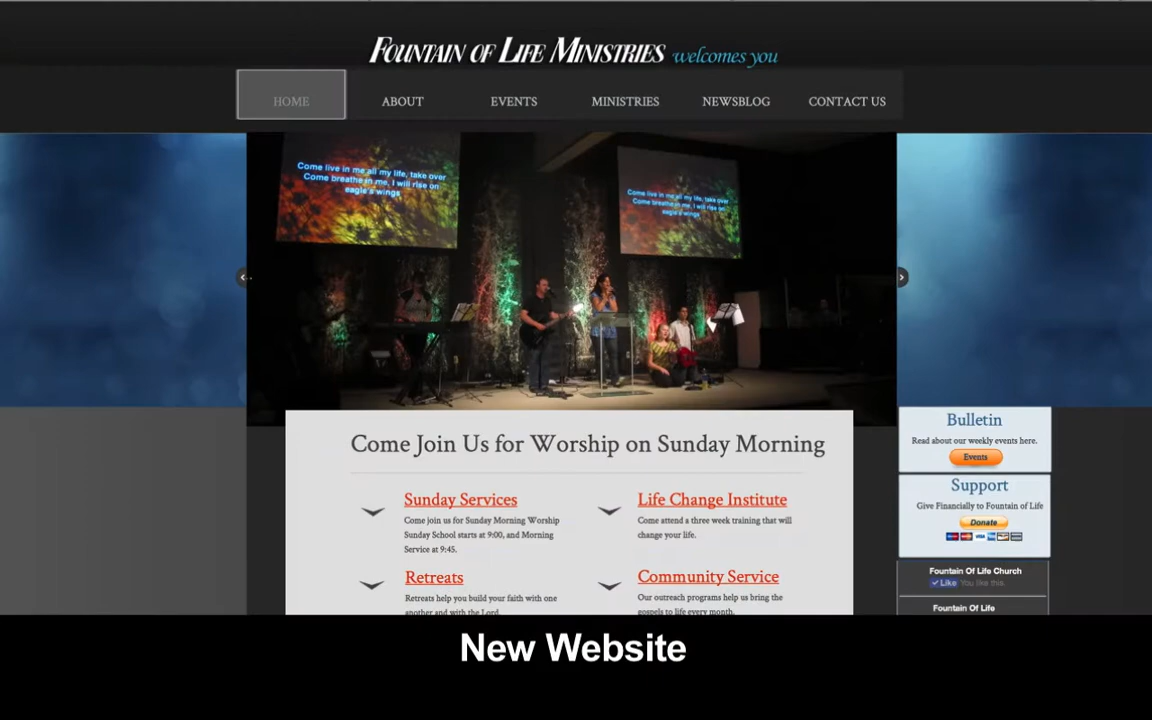 Fountain of Life Ministries welcomes you
HOME ABOUT EVENTS MINISTRIES NEWSBLOG CONTACT US
Come live in me all my life, take over
Come breathe in me, I will rise on
eagle's wings
Come live in me all my life, take over
Come breathe in me, I will rise on
eagle's wings
Come Join Us for Worship on Sunday Morning
Sunday Services
Come join us for Sunday Morning Worship
Sunday School starts at 9:00, and Morning
Service at 9:45.
Life Change Institute
Come attend a three week training that will
change your life.
Retreats
Retreats help you build your faith with one
another and with the Lord.
Community Service
Our outreach programs help us bring the
gospels to life every month.
Bulletin
Read about our weekly events here.
Events
Support
Give Financially to Fountain of Life
Donate
Fountain Of Life Church
Like You like this.
Fountain Of Life
New Website